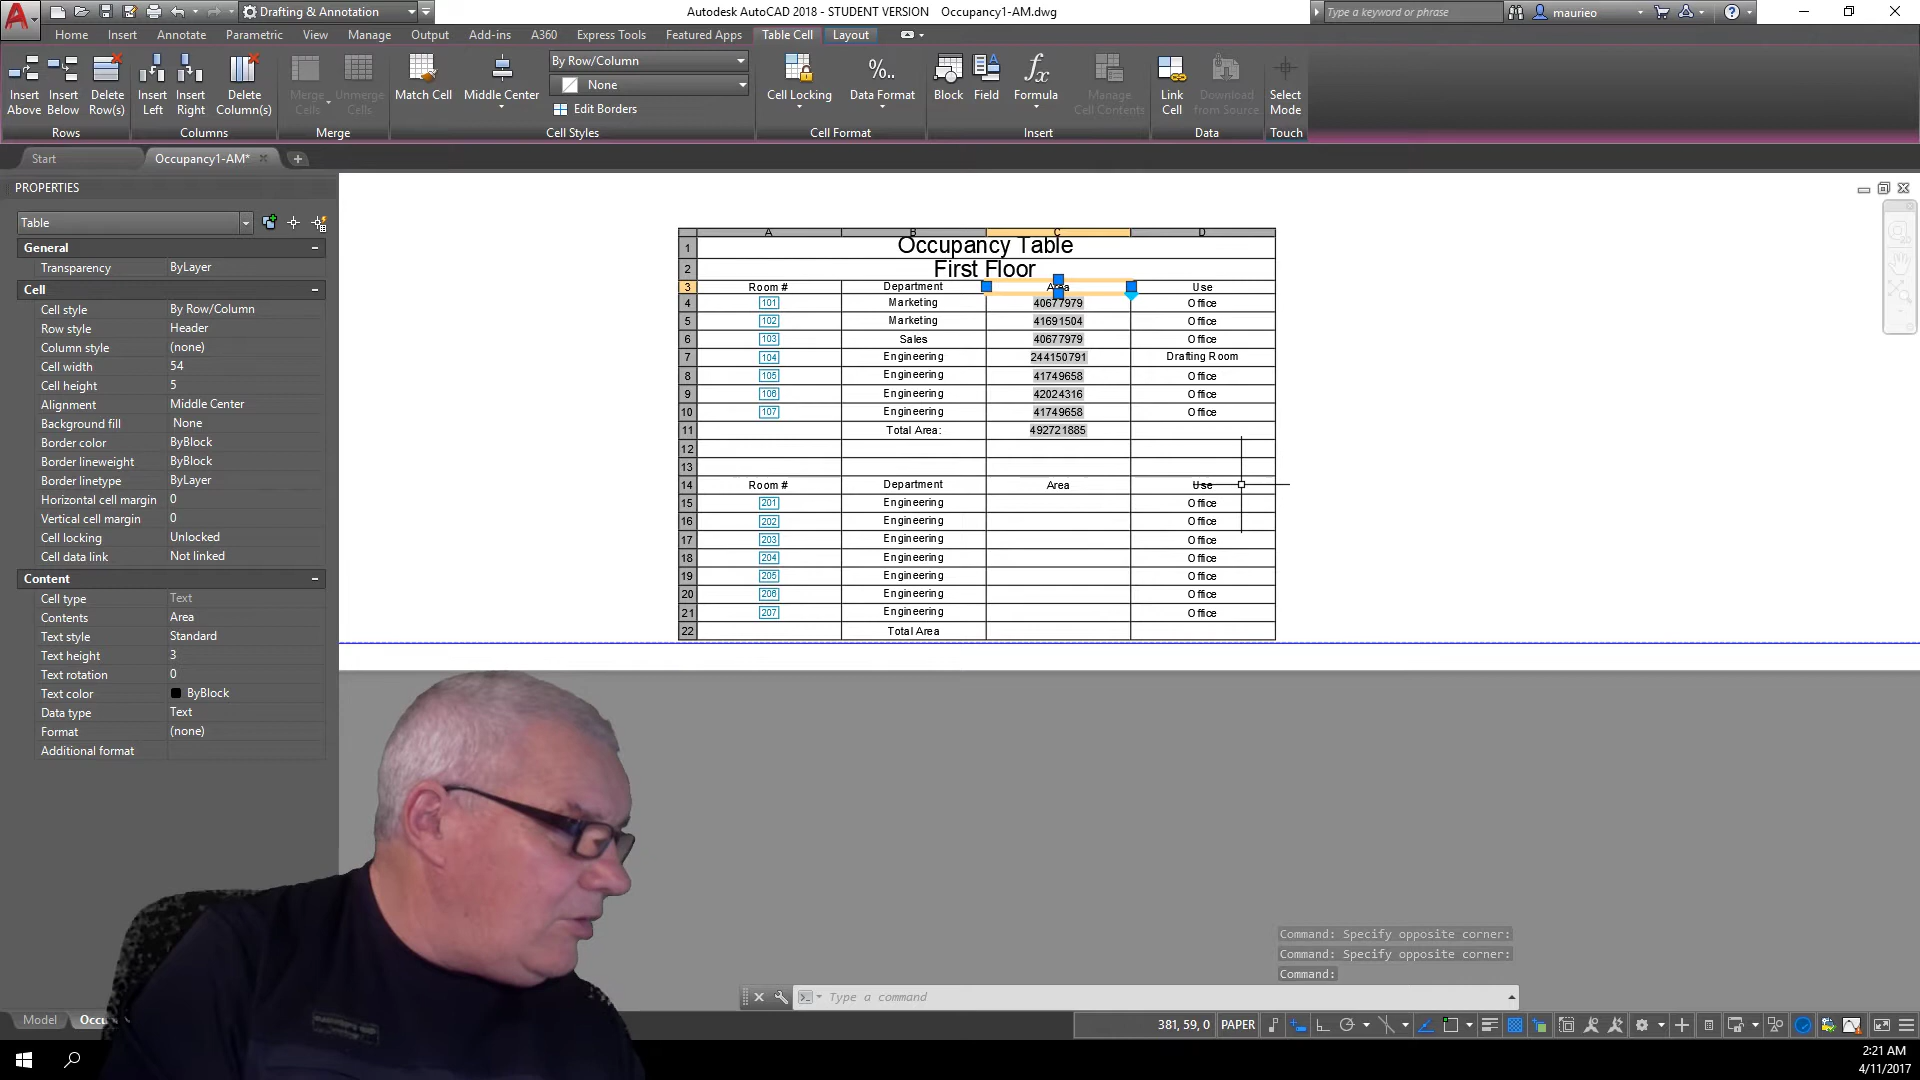 Drafting & Annotation
Autodesk AutoCAD 2018 - STUDENT VERSION Occupancy1-AM.dwg
Type a keyword or phrase
maurieo
Home Insert Annotate Parametric View Manage Output Add-ins A360 Express Tools Featured Apps Table Cell Layout
Insert Above
Insert Below
Delete Row(s)
Rows
Insert Left
Insert Right
Delete Column(s)
Columns
Merge Cells
Unmerge Cells
Merge
Match Cell
Middle Center
By Row/Column
None
Edit Borders
Cell Styles
Cell Locking
%..
Data Format
Cell Format
Block
Field
fx
Formula
Manage Cell Contents
Insert
Link Cell
Download from Source
Data
Select Mode
Touch
Start
Occupancy1-AM*
PROPERTIES
Table
General
Transparency ByLayer
Cell
Cell style By Row/Column
Row style Header
Column style (none)
Cell width 54
Cell height 5
Alignment Middle Center
Background fill None
Border color ByBlock
Border lineweight ByBlock
Border linetype ByLayer
Horizontal cell margin 0
Vertical cell margin 0
Cell locking Unlocked
Cell data link Not linked
Content
Cell type Text
Contents Area
Text style Standard
Text height 3
Text rotation 0
Text color ByBlock
Data type Text
Format (none)
Additional format
A B C D
1 Occupancy Table
2 First Floor
3 Room # Department Area Use
4 101 Marketing 40677979 Office
5 102 Marketing 41691504 Office
6 103 Sales 40677979 Office
7 104 Engineering 244150791 Drafting Room
8 105 Engineering 41749658 Office
9 106 Engineering 42024316 Office
10 107 Engineering 41749658 Office
11 Total Area: 492721885
12
13
14 Room # Department Area Use
15 201 Engineering Office
16 202 Engineering Office
17 203 Engineering Office
18 204 Engineering Office
19 205 Engineering Office
20 206 Engineering Office
21 207 Engineering Office
22 Total Area
Command: Specify opposite corner:
Command: Specify opposite corner:
Command:
Type a command
Model Occu
381, 59, 0 PAPER
2:21 AM
4/11/2017